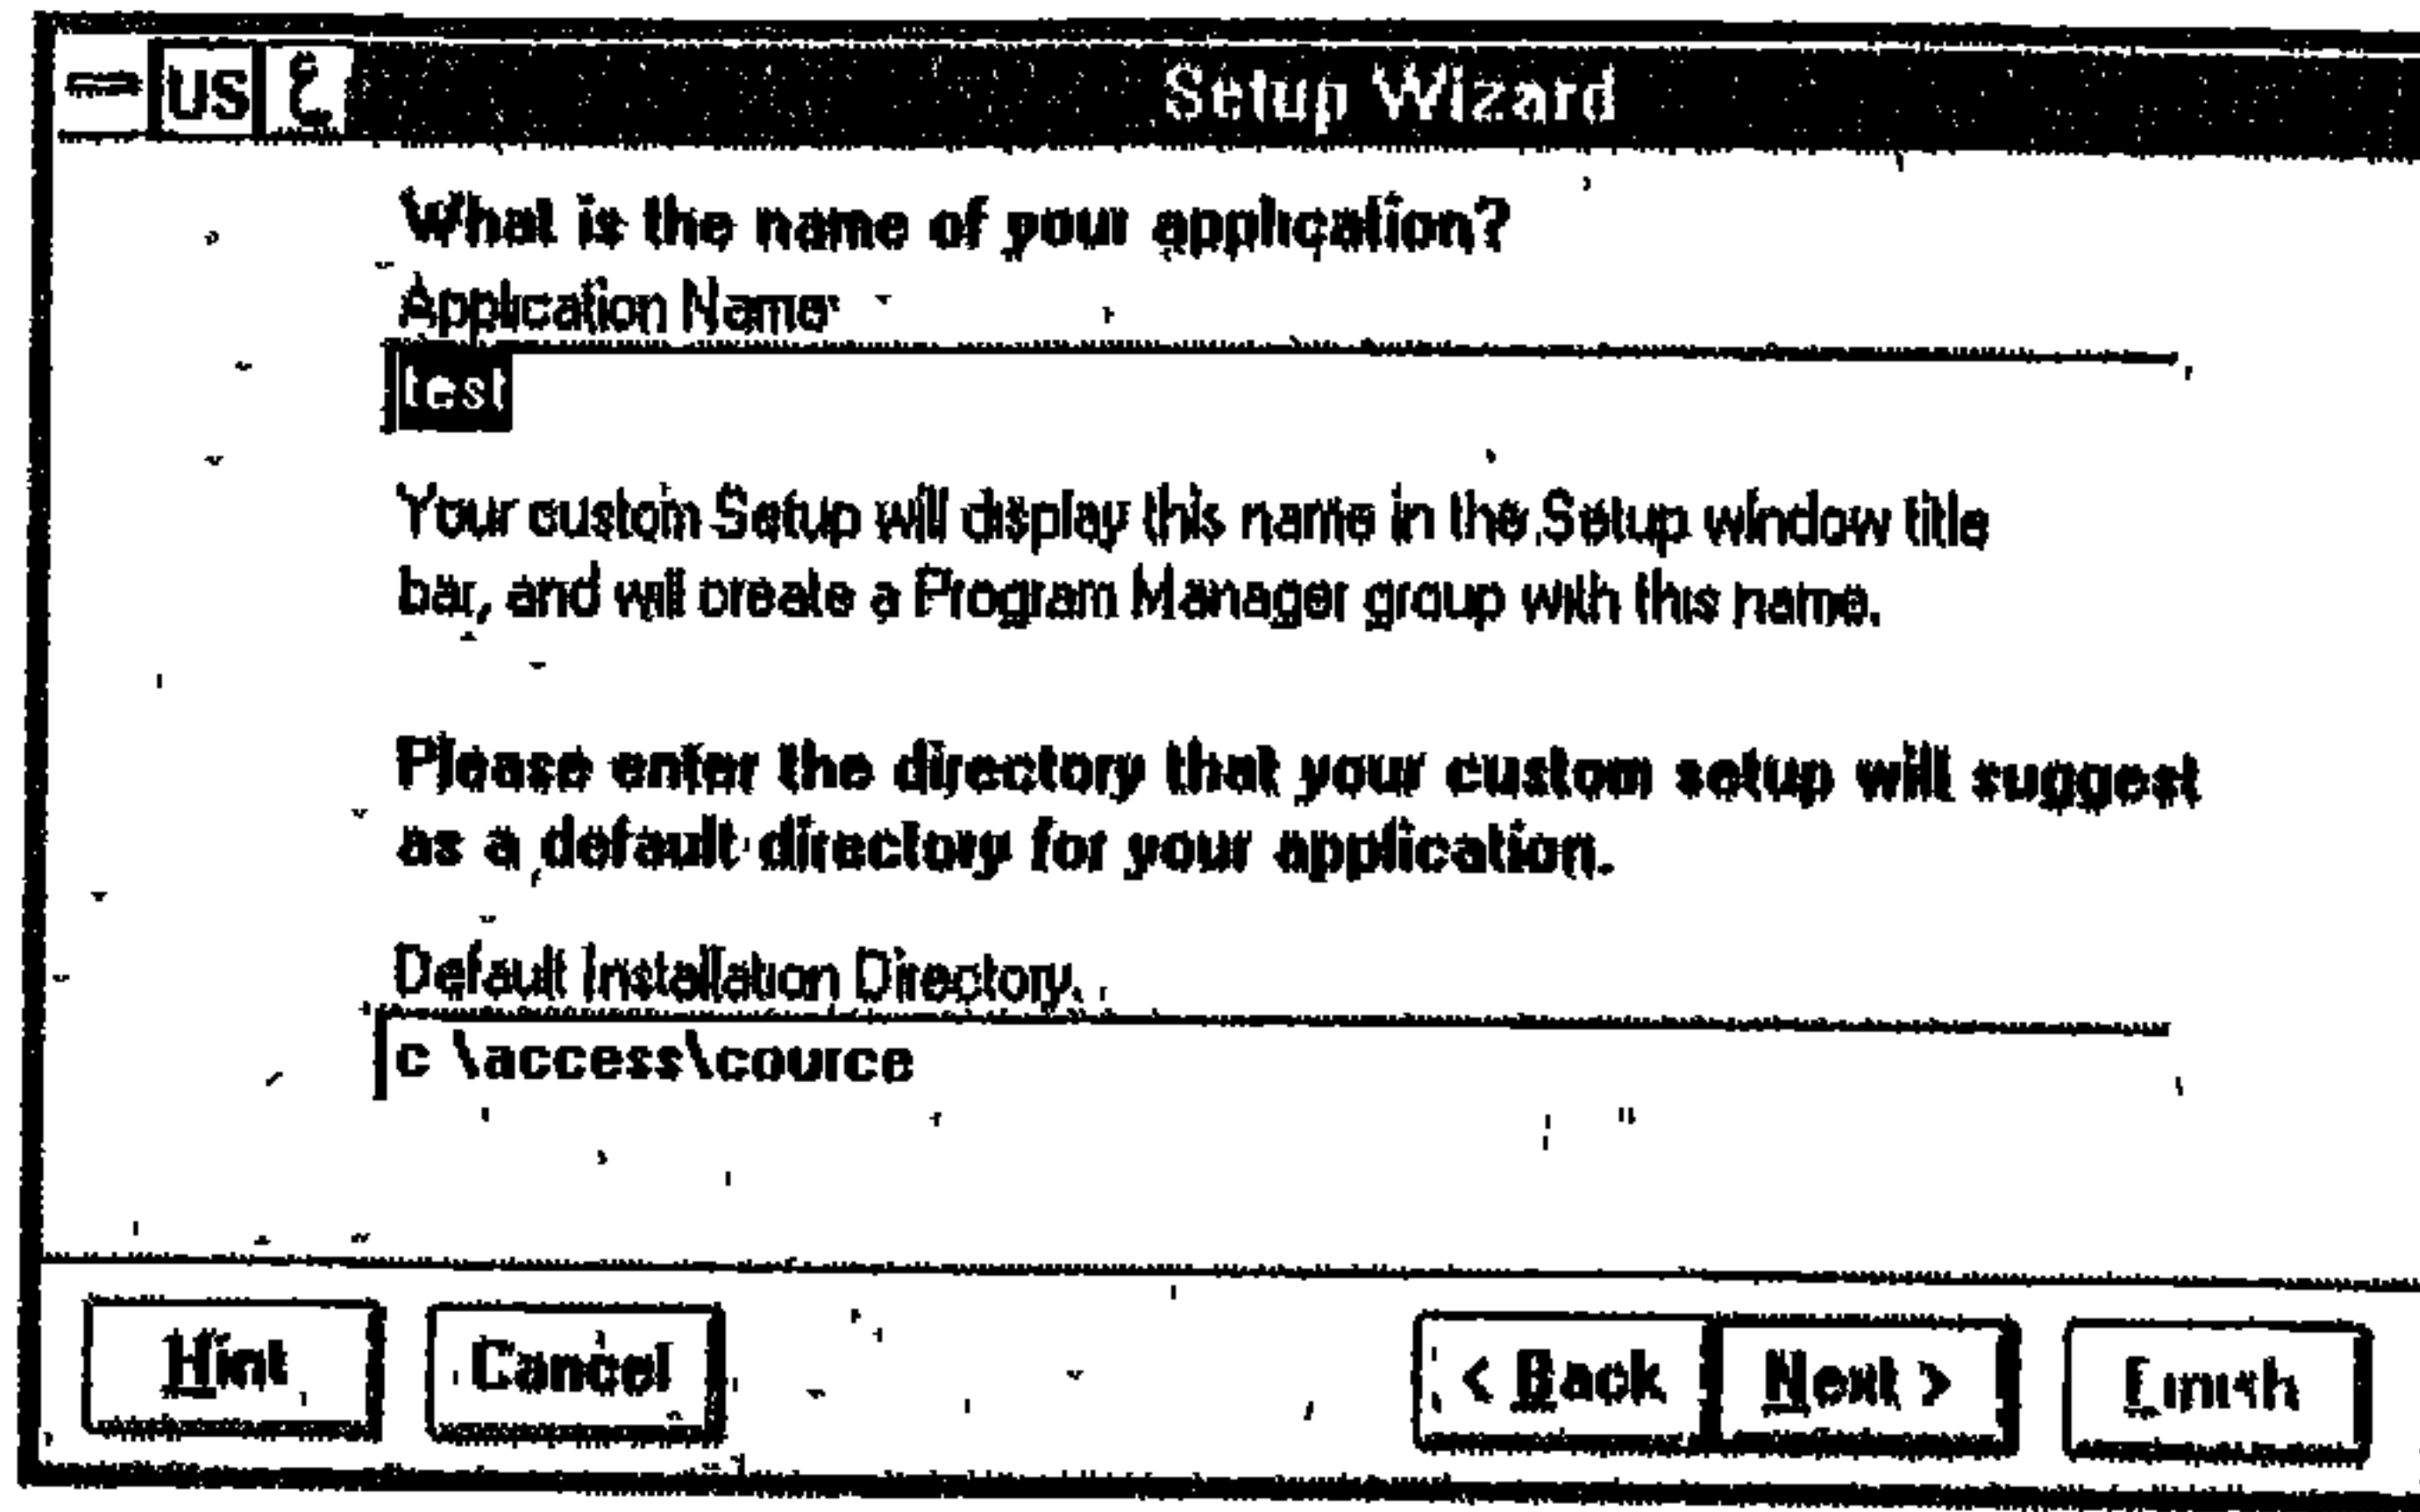 US ع Setup Wizard
What is the name of your application?
Application Name:
test
Your custom Setup will display this name in the Setup window title
bar, and will create a Program Manager group with this name.
Please enter the directory that your custom setup will suggest
as a default directory for your application.
Default Installation Directory.
c \access\cource
Hint Cancel < Back Next > Finish